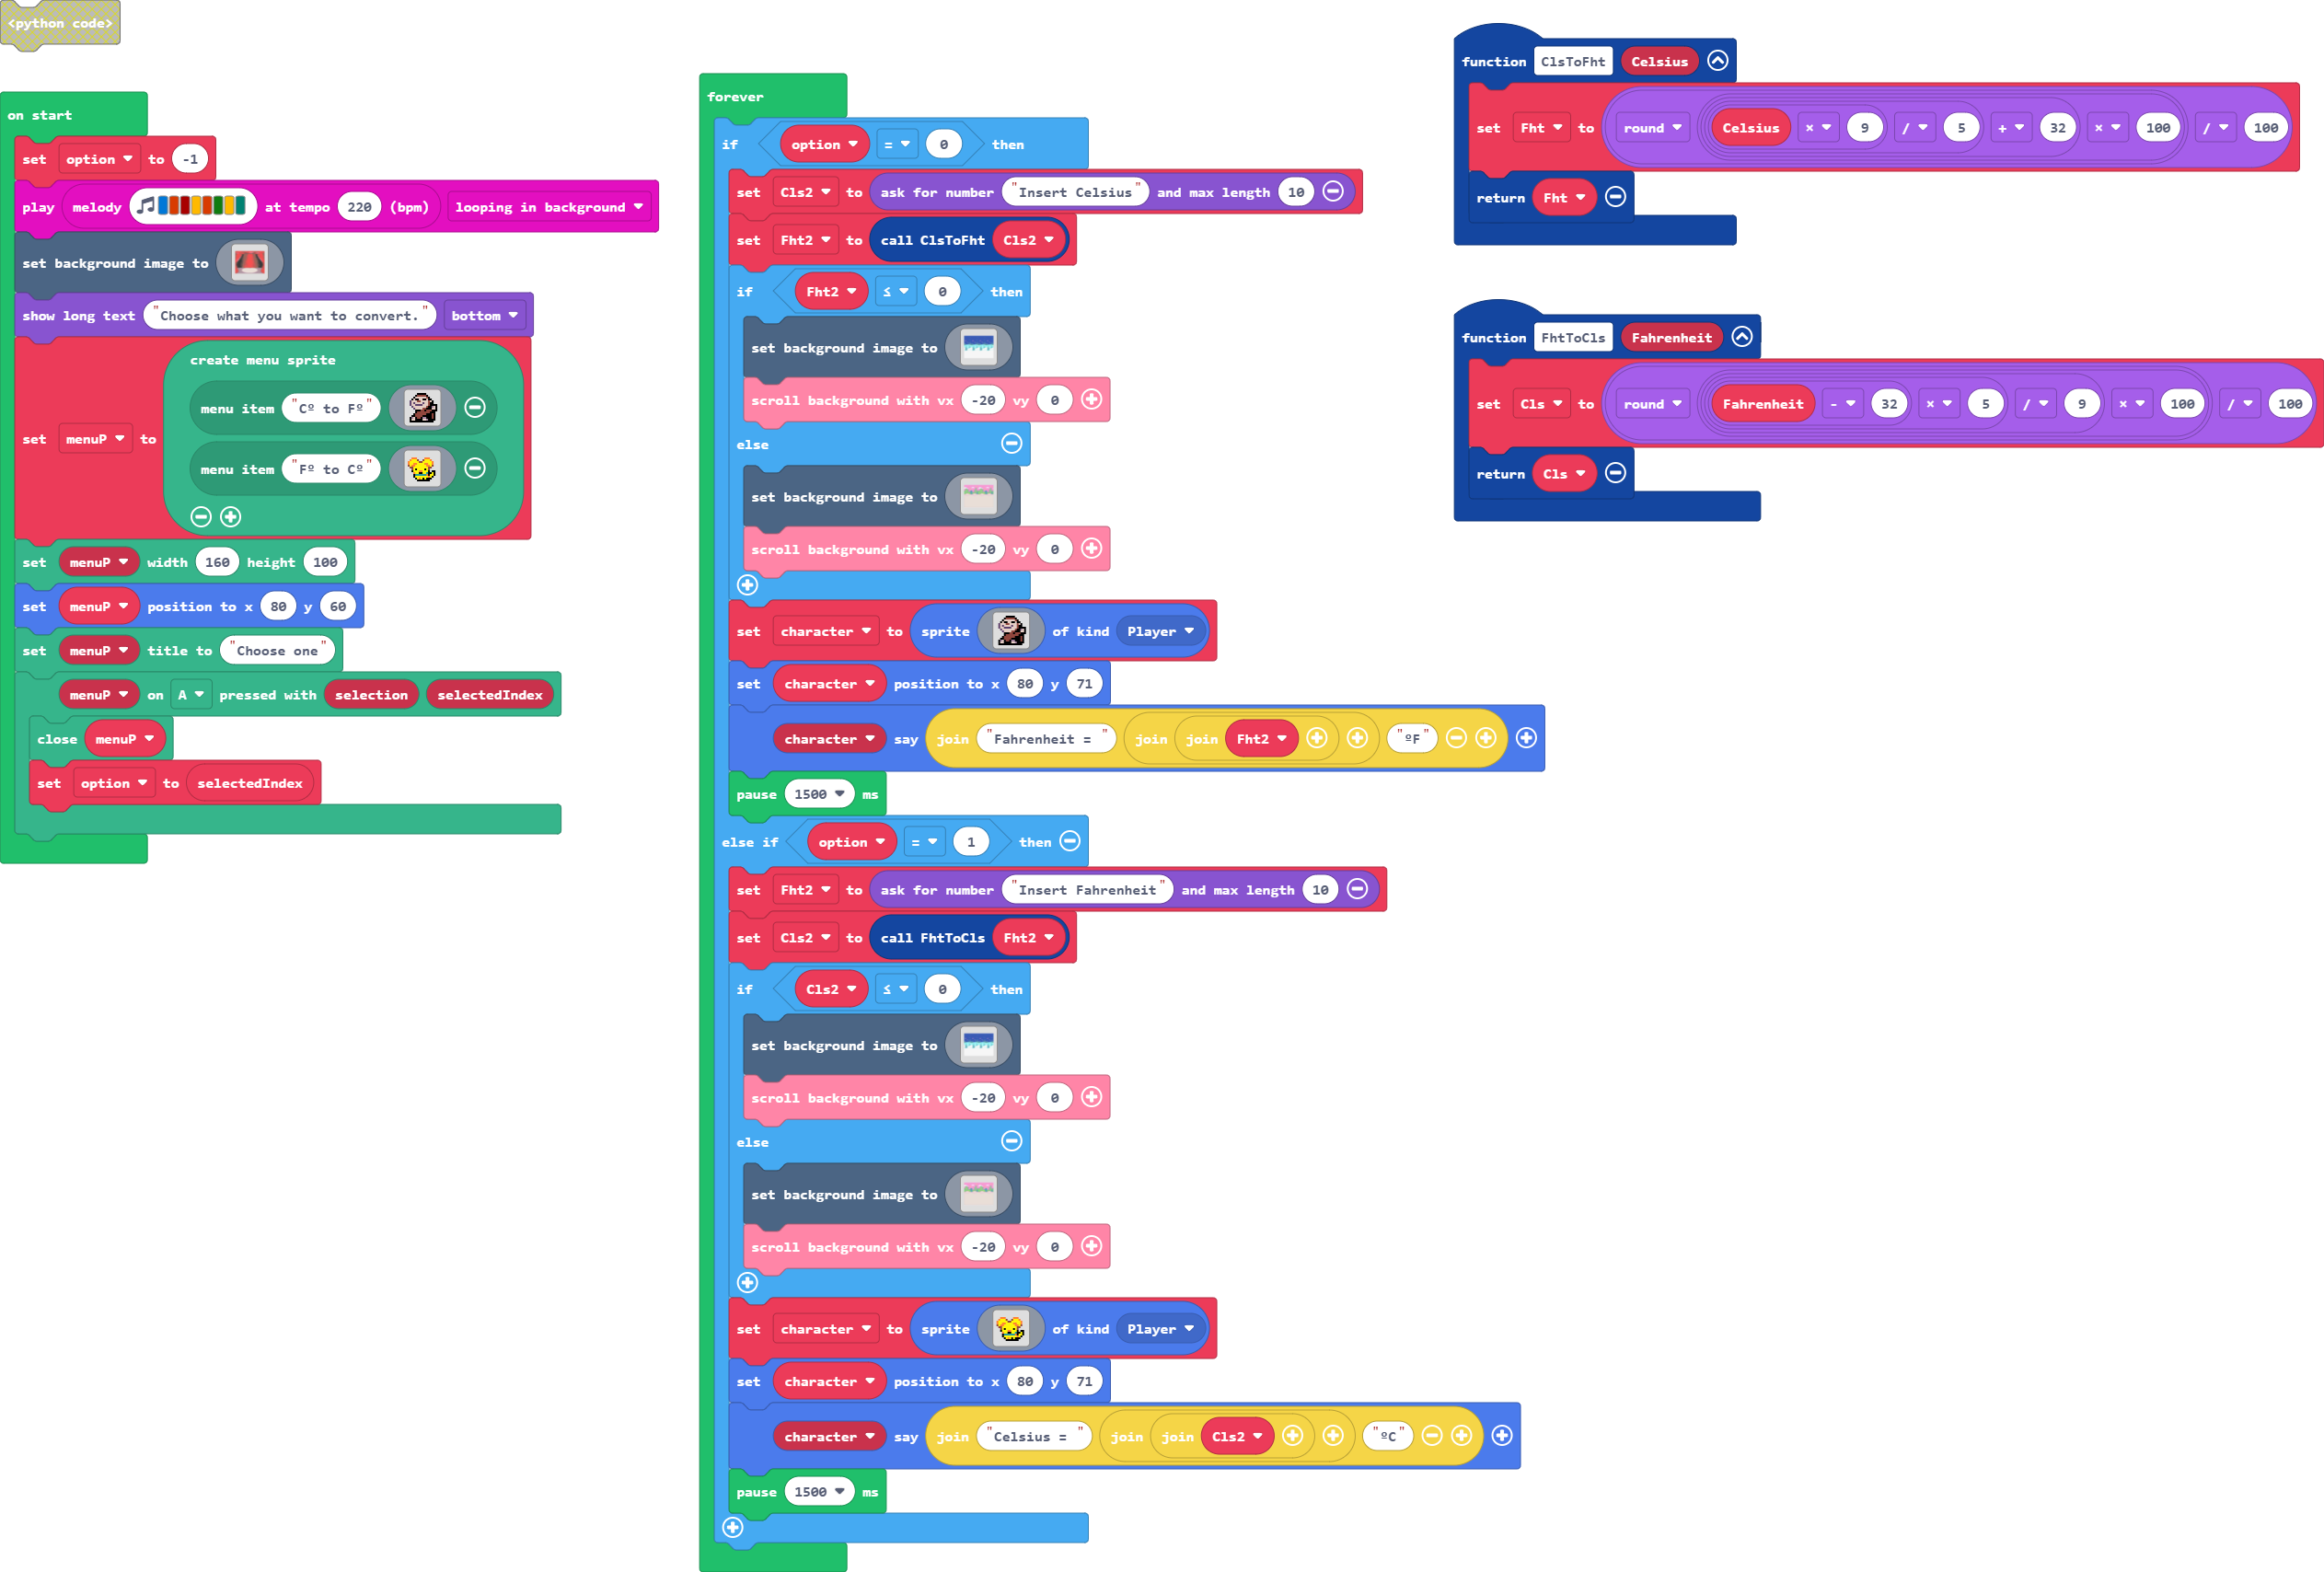 <python code>
on start
set option to -1
play melody at tempo 220 (bpm) looping in background
set background image to
show long text "Choose what you want to convert." bottom
set menuP to
create menu sprite
menu item "Cº to Fº"
menu item "Fº to Cº"
set menuP width 160 height 100
set menuP position to x 80 y 60
set menuP title to "Choose one"
menuP on A pressed with selection selectedIndex
close menuP
set option to selectedIndex
forever
if option = 0 then
set Cls2 to ask for number "Insert Celsius" and max length 10
set Fht2 to call ClsToFht Cls2
if Fht2 ≤ 0 then
set background image to
scroll background with vx -20 vy 0
else
set background image to
scroll background with vx -20 vy 0
set character to sprite of kind Player
set character position to x 80 y 71
character say join "Fahrenheit = " join join Fht2 "ºF"
pause 1500 ms
else if option = 1 then
set Fht2 to ask for number "Insert Fahrenheit" and max length 10
set Cls2 to call FhtToCls Fht2
if Cls2 ≤ 0 then
set background image to
scroll background with vx -20 vy 0
else
set background image to
scroll background with vx -20 vy 0
set character to sprite of kind Player
set character position to x 80 y 71
character say join "Celsius = " join join Cls2 "ºC"
pause 1500 ms
function ClsToFht Celsius
set Fht to round Celsius × 9 / 5 + 32 × 100 / 100
return Fht
function FhtToCls Fahrenheit
set Cls to round Fahrenheit - 32 × 5 / 9 × 100 / 100
return Cls